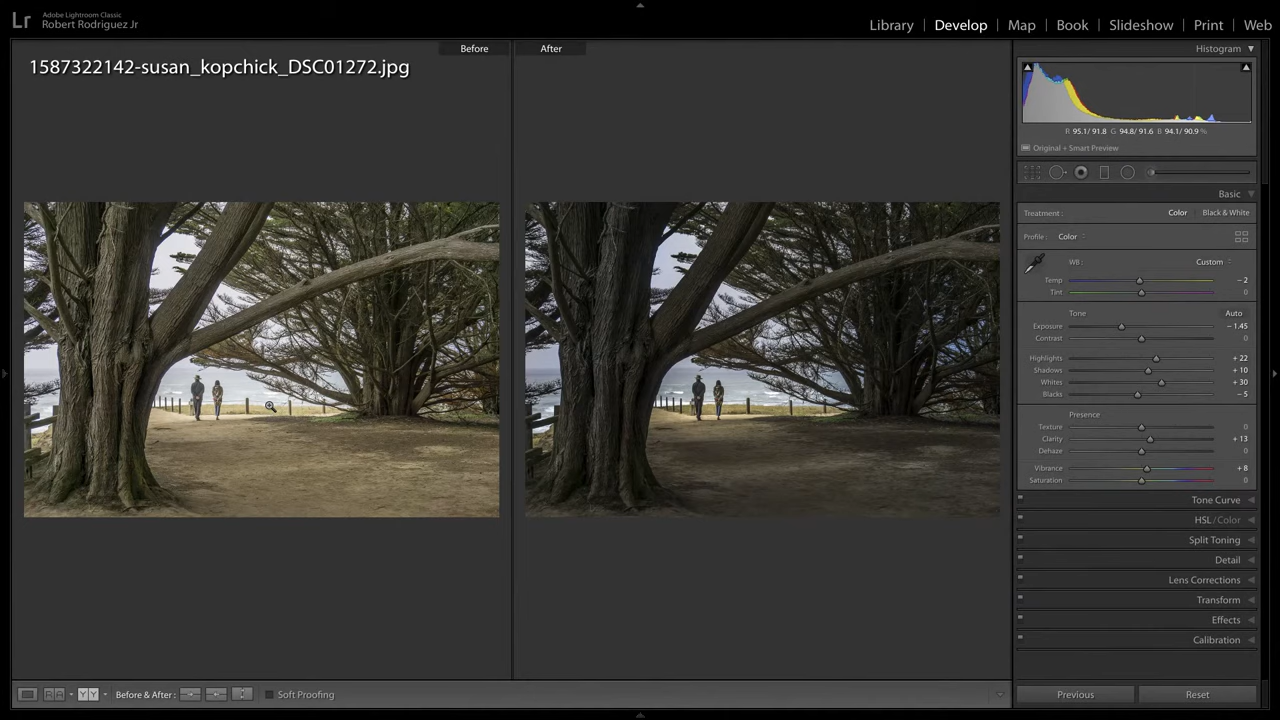 Lr
Adobe Lightroom Classic
Robert Rodriguez Jr
Library | Develop | Map | Book | Slideshow | Print | Web
Before
After
1587322142-susan_kopchick_DSC01272.jpg
Histogram
R 95.1/ 91.8 G 94.8/ 91.6 B 94.1/ 90.9 %
Original + Smart Preview
Basic
Treatment : Color Black & White
Profile : Color
WB : Custom
Temp - 2
Tint 0
Tone Auto
Exposure - 1.45
Contrast 0
Highlights + 22
Shadows + 10
Whites + 30
Blacks - 5
Presence
Texture 0
Clarity + 13
Dehaze 0
Vibrance + 8
Saturation 0
Tone Curve
HSL / Color
Split Toning
Detail
Lens Corrections
Transform
Effects
Calibration
RA YY Before & After : Soft Proofing
Previous Reset